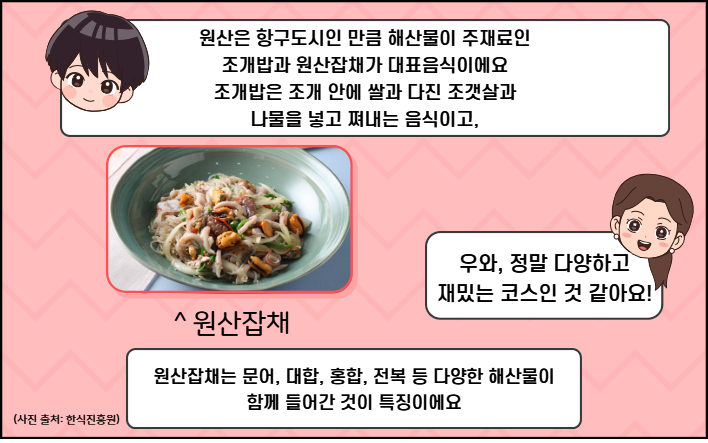 원산은 항구도시인 만큼 해산물이 주재료인
조개밥과 원산잡채가 대표음식이에요
조개밥은 조개 안에 쌀과 다진 조갯살과
나물을 넣고 쪄내는 음식이고,
우와, 정말 다양하고
재밌는 코스인 것 같아요!
^ 원산잡채
원산잡채는 문어, 대합, 홍합, 전복 등 다양한 해산물이
함께 들어간 것이 특징이에요
(사진 출처: 한식진흥원)